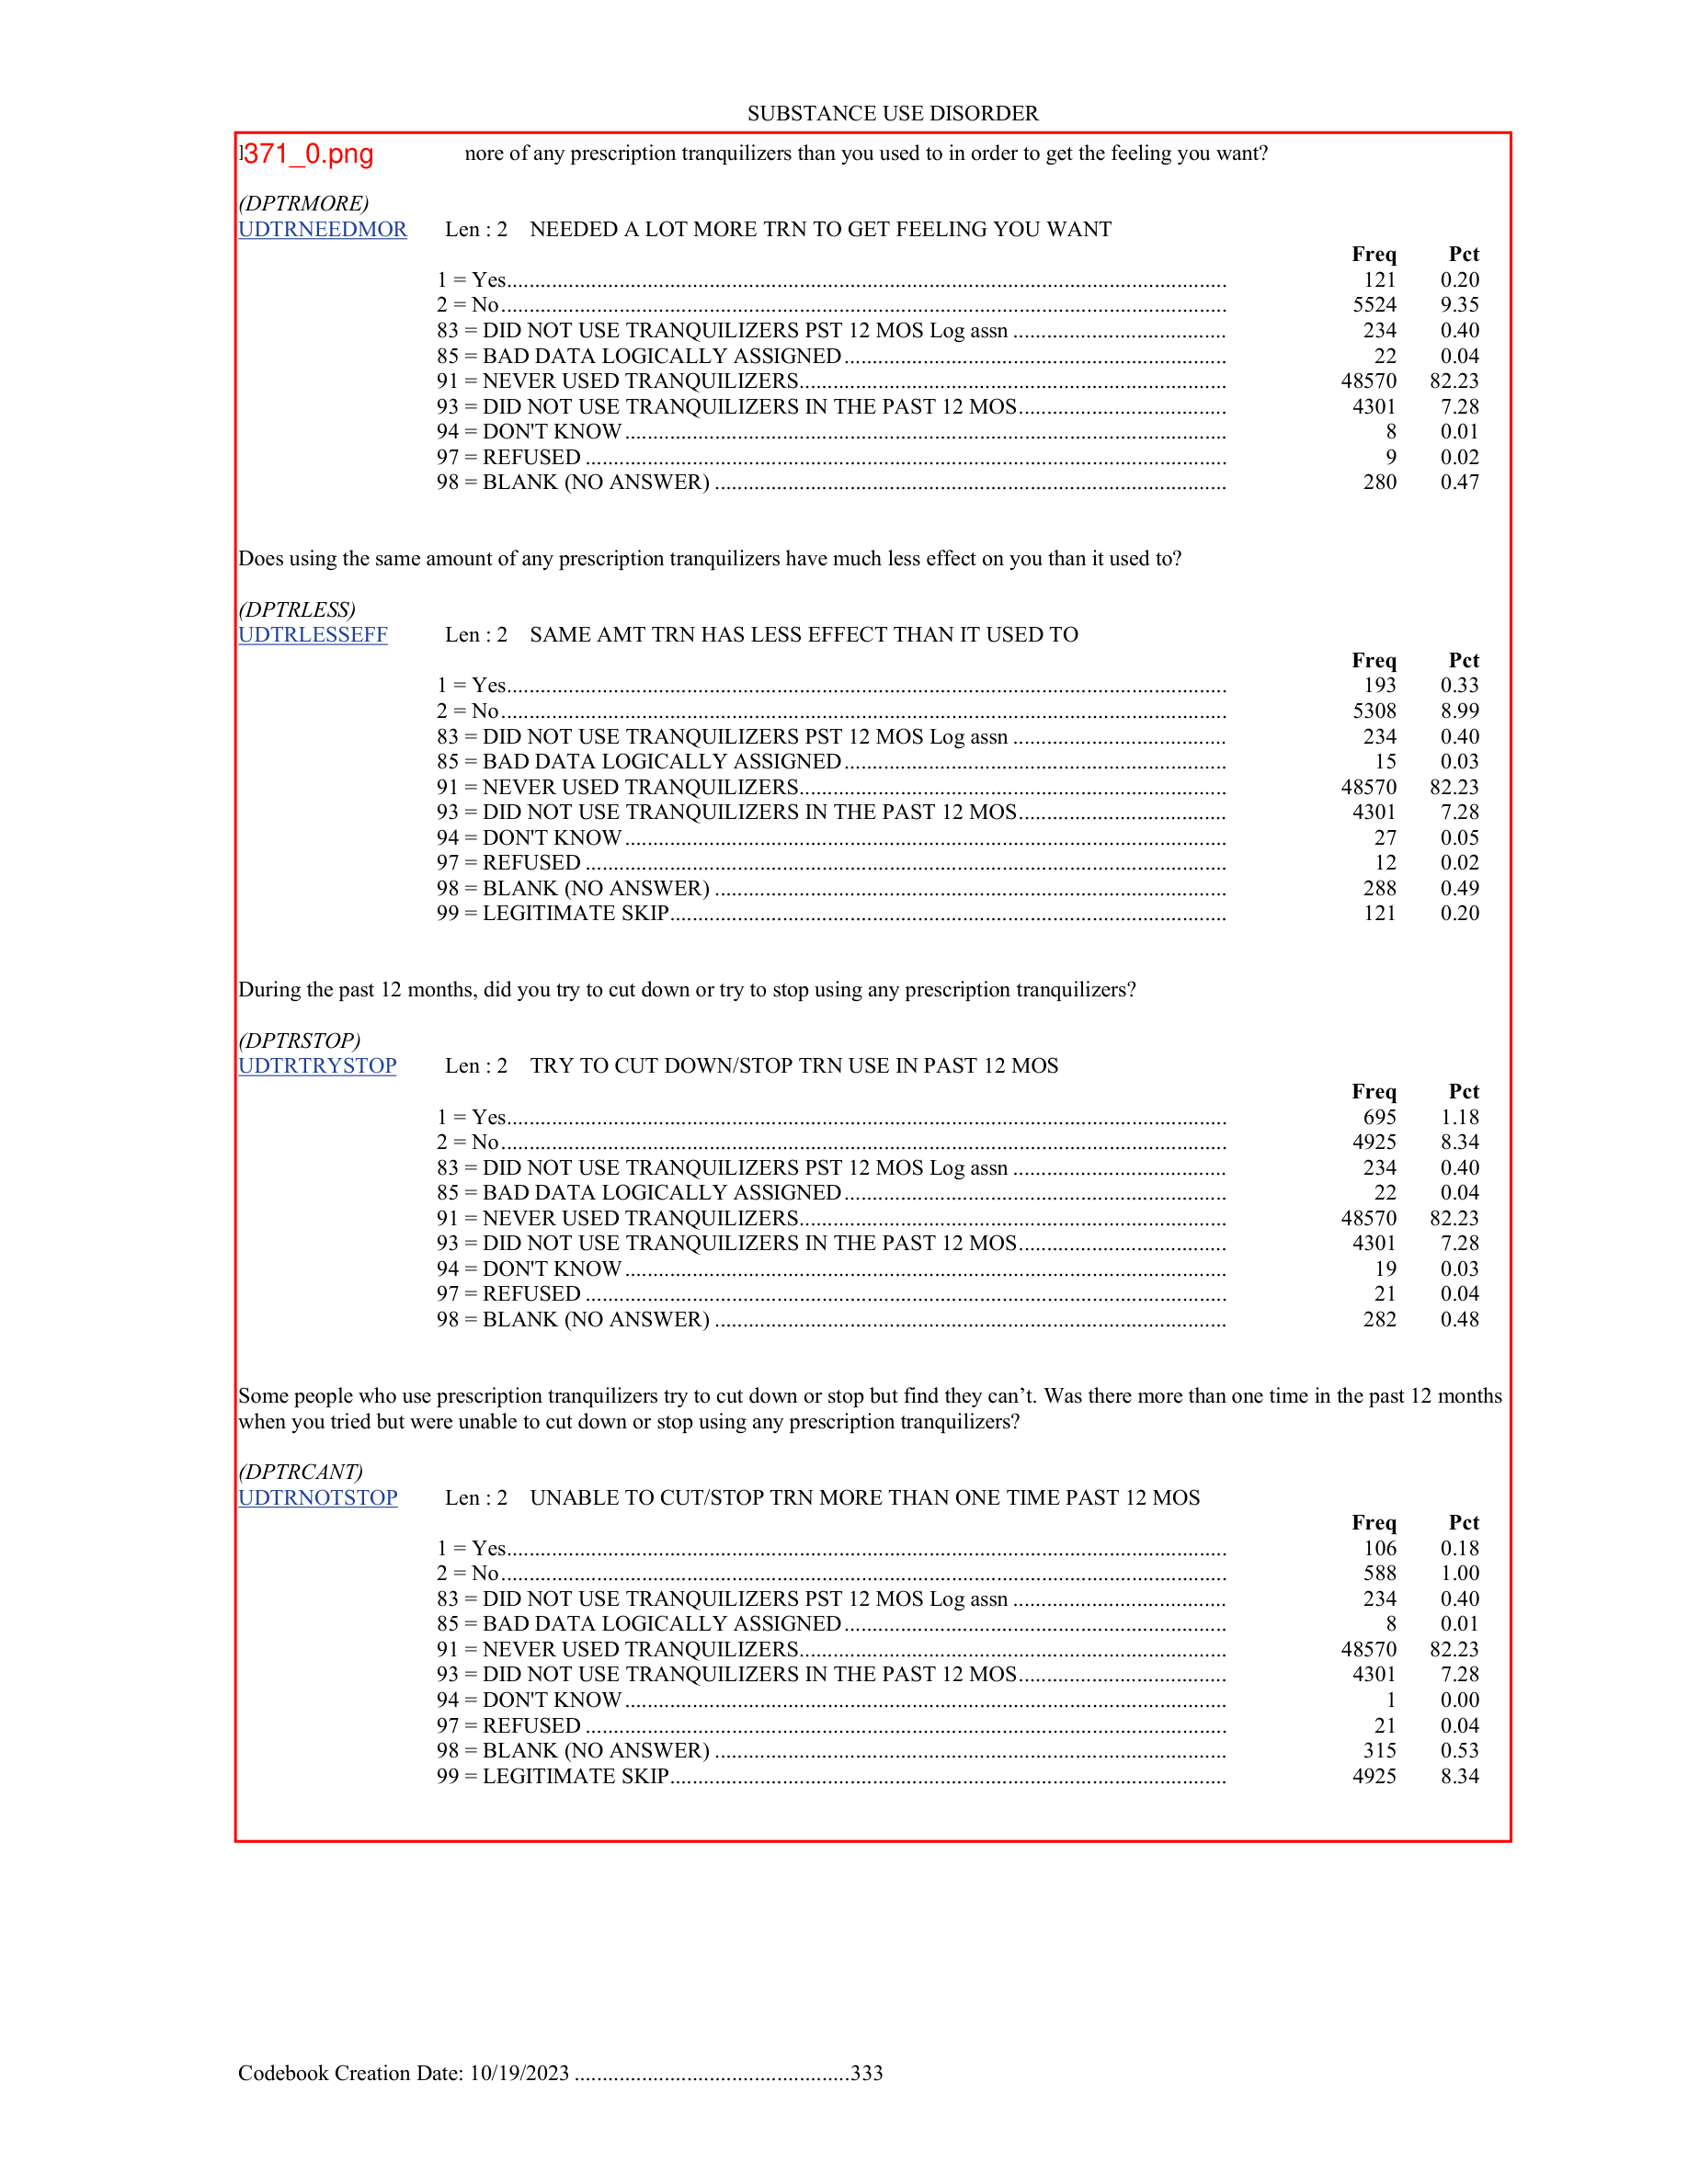 SUBSTANCE USE DISORDER
371_0.png more of any prescription tranquilizers than you used to in order to get the feeling you want?
(DPTRMORE)
UDTRNEEDMOR Len : 2 NEEDED A LOT MORE TRN TO GET FEELING YOU WANT
Freq Pct
1 = Yes................................................ 121 0.20
2 = No................................................ 5524 9.35
83 = DID NOT USE TRANQUILIZERS PST 12 MOS Log assn ................ 234 0.40
85 = BAD DATA LOGICALLY ASSIGNED................ 22 0.04
91 = NEVER USED TRANQUILIZERS................ 48570 82.23
93 = DID NOT USE TRANQUILIZERS IN THE PAST 12 MOS................ 4301 7.28
94 = DON'T KNOW................ 8 0.01
97 = REFUSED ................ 9 0.02
98 = BLANK (NO ANSWER) ................ 280 0.47
Does using the same amount of any prescription tranquilizers have much less effect on you than it used to?
(DPTRLESS)
UDTRLESSEFF Len : 2 SAME AMT TRN HAS LESS EFFECT THAN IT USED TO
Freq Pct
1 = Yes................ 193 0.33
2 = No................ 5308 8.99
83 = DID NOT USE TRANQUILIZERS PST 12 MOS Log assn ................ 234 0.40
85 = BAD DATA LOGICALLY ASSIGNED................ 15 0.03
91 = NEVER USED TRANQUILIZERS................ 48570 82.23
93 = DID NOT USE TRANQUILIZERS IN THE PAST 12 MOS................ 4301 7.28
94 = DON'T KNOW................ 27 0.05
97 = REFUSED ................ 12 0.02
98 = BLANK (NO ANSWER) ................ 288 0.49
99 = LEGITIMATE SKIP................ 121 0.20
During the past 12 months, did you try to cut down or try to stop using any prescription tranquilizers?
(DPTRSTOP)
UDTRTRYSTOP Len : 2 TRY TO CUT DOWN/STOP TRN USE IN PAST 12 MOS
Freq Pct
1 = Yes................ 695 1.18
2 = No................ 4925 8.34
83 = DID NOT USE TRANQUILIZERS PST 12 MOS Log assn ................ 234 0.40
85 = BAD DATA LOGICALLY ASSIGNED................ 22 0.04
91 = NEVER USED TRANQUILIZERS................ 48570 82.23
93 = DID NOT USE TRANQUILIZERS IN THE PAST 12 MOS................ 4301 7.28
94 = DON'T KNOW................ 19 0.03
97 = REFUSED ................ 21 0.04
98 = BLANK (NO ANSWER) ................ 282 0.48
Some people who use prescription tranquilizers try to cut down or stop but find they can’t. Was there more than one time in the past 12 months
when you tried but were unable to cut down or stop using any prescription tranquilizers?
(DPTRCANT)
UDTRNOTSTOP Len : 2 UNABLE TO CUT/STOP TRN MORE THAN ONE TIME PAST 12 MOS
Freq Pct
1 = Yes................ 106 0.18
2 = No................ 588 1.00
83 = DID NOT USE TRANQUILIZERS PST 12 MOS Log assn ................ 234 0.40
85 = BAD DATA LOGICALLY ASSIGNED................ 8 0.01
91 = NEVER USED TRANQUILIZERS................ 48570 82.23
93 = DID NOT USE TRANQUILIZERS IN THE PAST 12 MOS................ 4301 7.28
94 = DON'T KNOW................ 1 0.00
97 = REFUSED ................ 21 0.04
98 = BLANK (NO ANSWER) ................ 315 0.53
99 = LEGITIMATE SKIP................ 4925 8.34
Codebook Creation Date: 10/19/2023 ................333